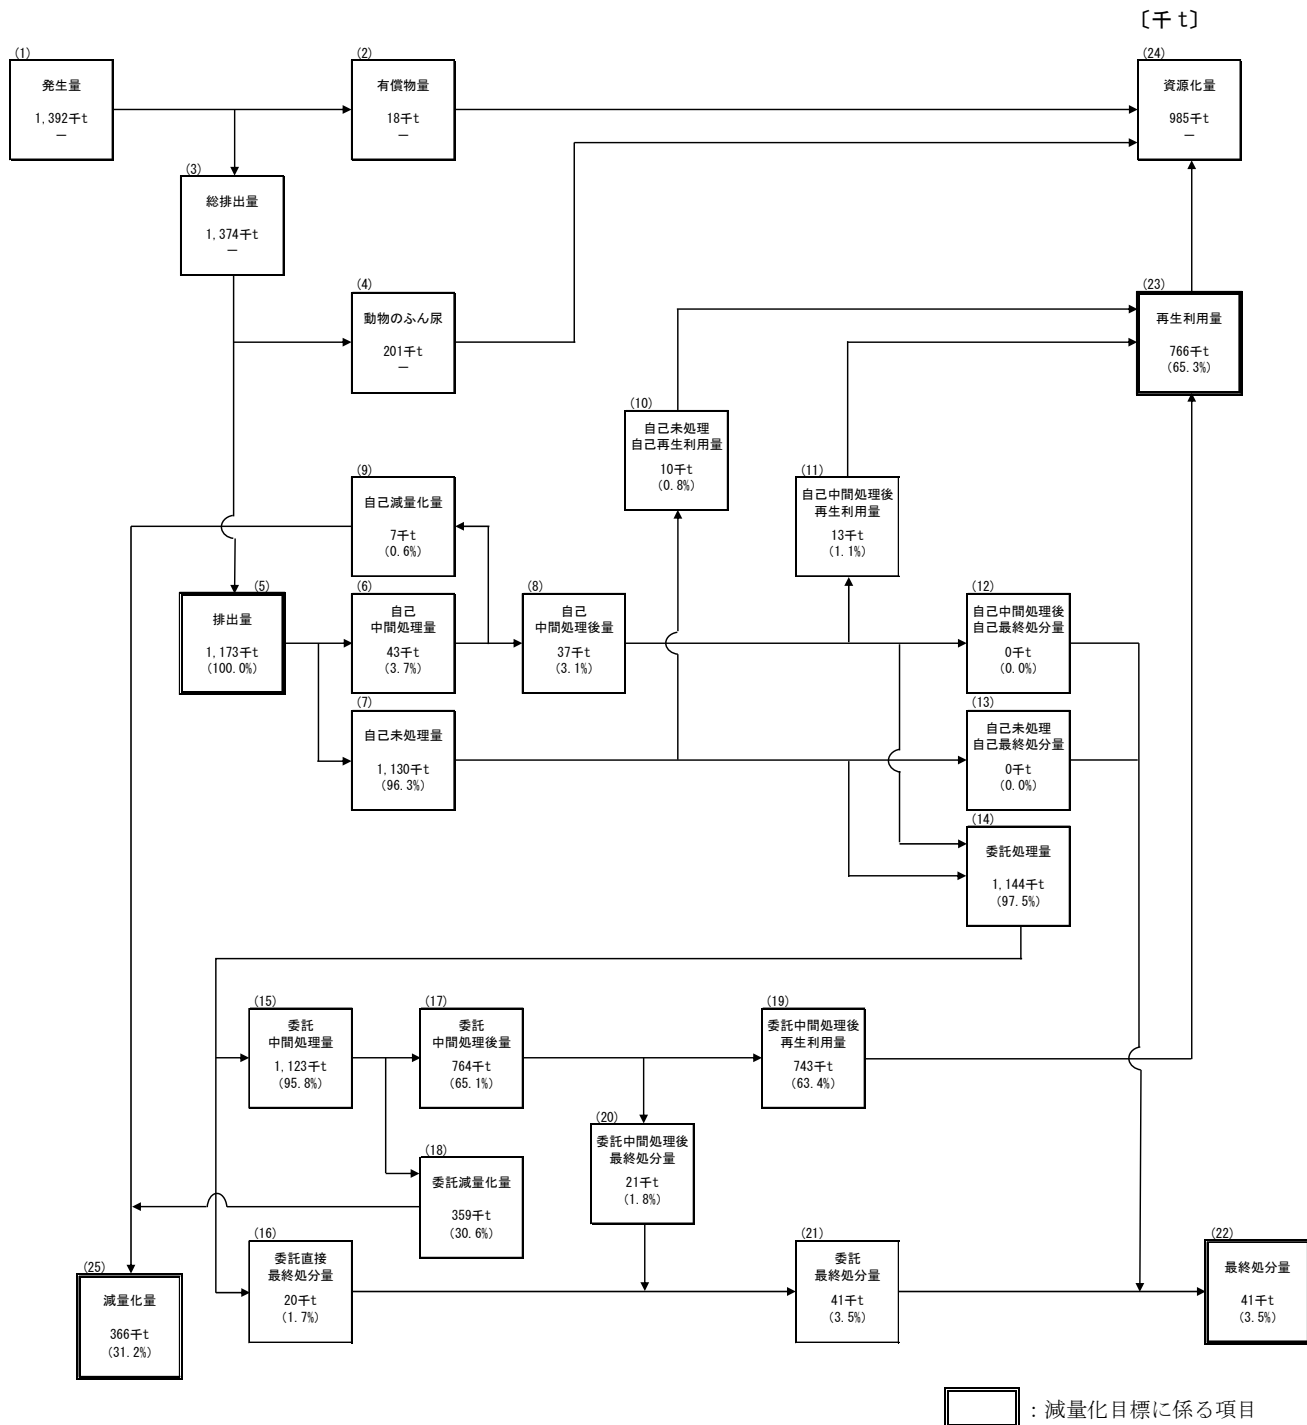 〔千t〕
(1)
発生量
1,392千t
―
(2)
有償物量
18千t
―
(24)
資源化量
985千t
―
(3)
総排出量
1,374千t
―
(4)
動物のふん尿
201千t
―
(23)
再生利用量
766千t
(65.3%)
(10)
自己未処理
自己再生利用量
10千t
(0.8%)
(9)
自己減量化量
7千t
(0.6%)
(11)
自己中間処理後
再生利用量
13千t
(1.1%)
(5)
排出量
1,173千t
(100.0%)
(6)
自己
中間処理量
43千t
(3.7%)
(8)
自己
中間処理後量
37千t
(3.1%)
(12)
自己中間処理後
自己最終処分量
0千t
(0.0%)
(7)
自己未処理量
1,130千t
(96.3%)
(13)
自己未処理
自己最終処分量
0千t
(0.0%)
(14)
委託処理量
1,144千t
(97.5%)
(15)
委託
中間処理量
1,123千t
(95.8%)
(17)
委託
中間処理後量
764千t
(65.1%)
(19)
委託中間処理後
再生利用量
743千t
(63.4%)
(20)
委託中間処理後
最終処分量
21千t
(1.8%)
(18)
委託減量化量
359千t
(30.6%)
(16)
委託直接
最終処分量
20千t
(1.7%)
(21)
委託
最終処分量
41千t
(3.5%)
(22)
最終処分量
41千t
(3.5%)
(25)
減量化量
366千t
(31.2%)
：減量化目標に係る項目